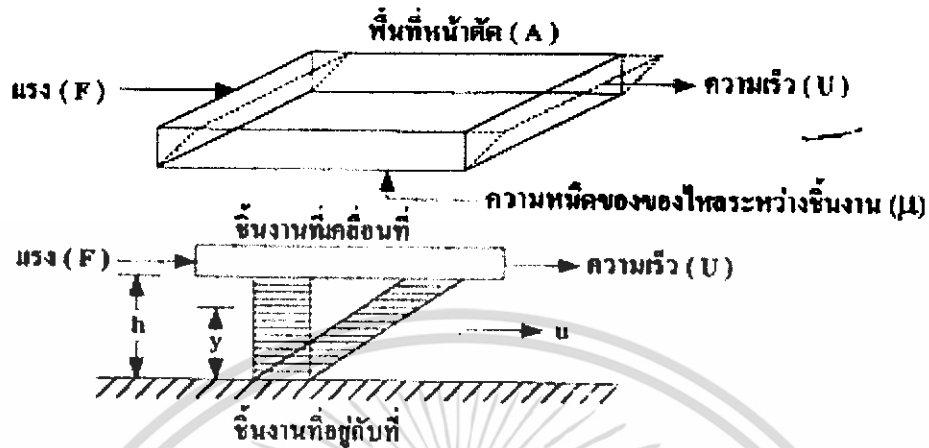 พื้นที่หน้าตัด ( A )
แรง ( F )
ความเร็ว ( U )
ความหนืดของของไหลระหว่างชิ้นงาน (μ)
ชิ้นงานที่เคลื่อนที่
แรง ( F )
ความเร็ว ( U )
h
y
u
ชิ้นงานที่อยู่กับที่